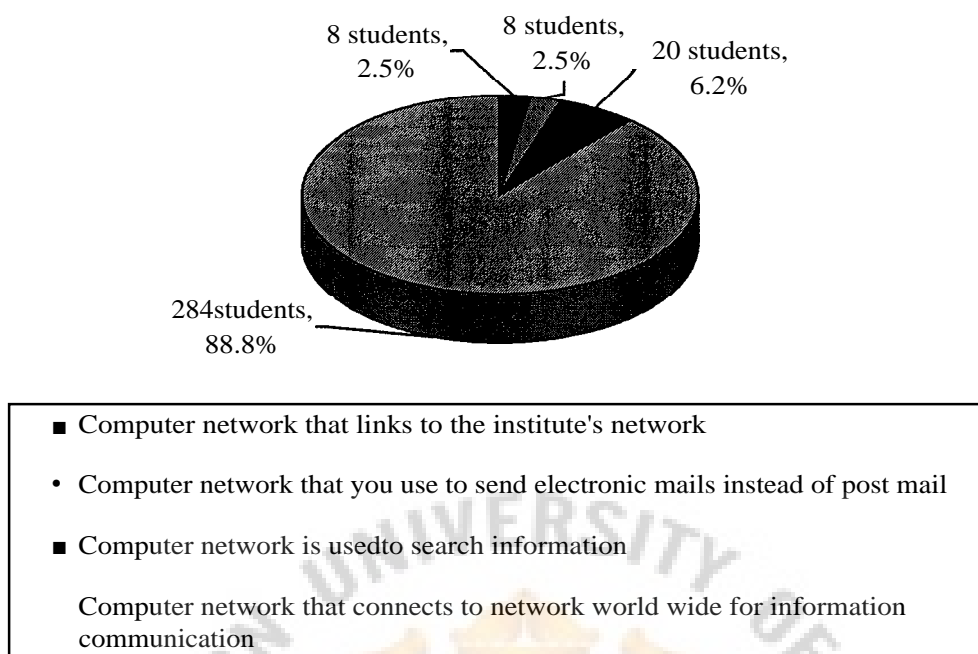 8 students,
2.5%
8 students,
2.5%
20 students,
6.2%
284students,
88.8%
■ Computer network that links to the institute's network
• Computer network that you use to send electronic mails instead of post mail
■ Computer network is usedto search information
Computer network that connects to network world wide for information
communication
UNIVERSITY OF